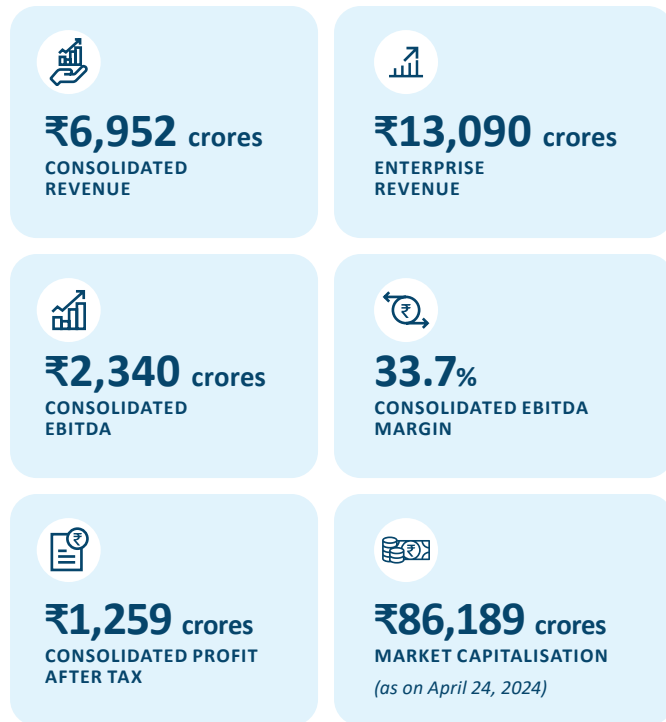 ₹6,952 crores
CONSOLIDATED
REVENUE
₹13,090 crores
ENTERPRISE
REVENUE
₹2,340 crores
CONSOLIDATED
EBITDA
₹
33.7%
CONSOLIDATED EBITDA
MARGIN
₹
₹1,259 crores
CONSOLIDATED PROFIT
AFTER TAX
₹
₹86,189 crores
MARKET CAPITALISATION
(as on April 24, 2024)